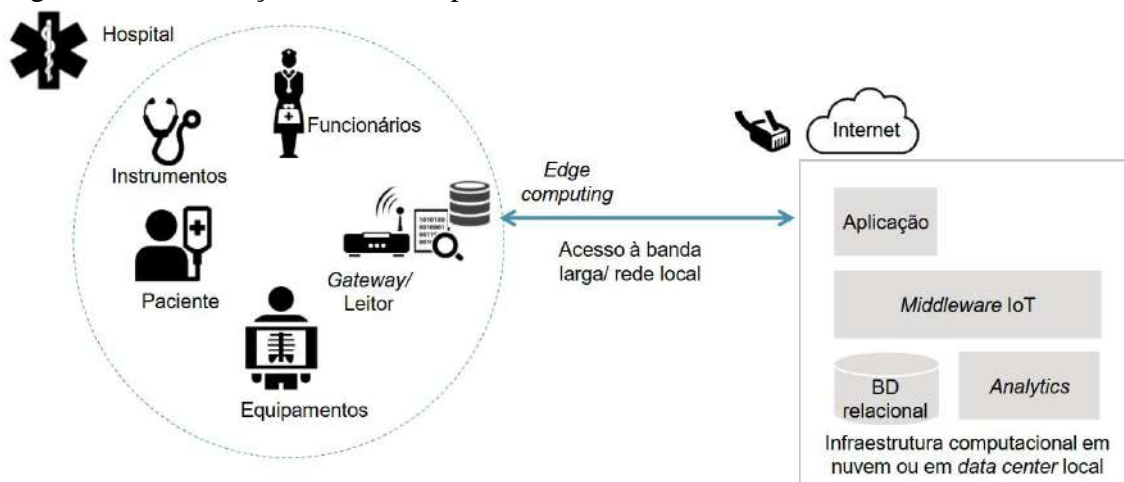 Hospital
Funcionários
Instrumentos
Paciente
Gateway/
Leitor
Equipamentos
Edge
computing
Acesso à banda
larga/ rede local
Internet
Aplicação
Middleware IoT
BD
relacional
Analytics
Infraestrutura computacional em
nuvem ou em data center local